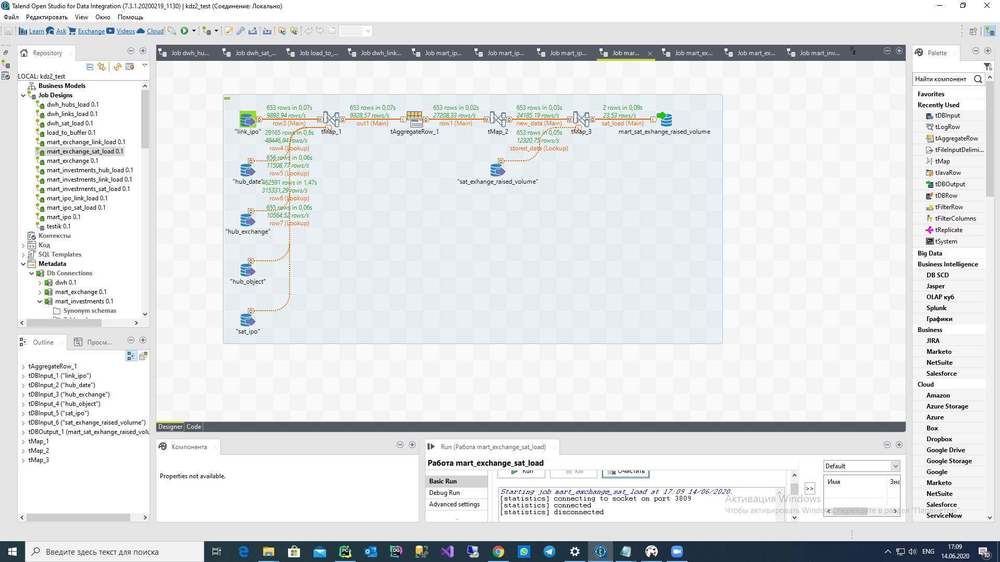 Talend Open Studio for Data Integration (7.3.1.20200219_1130) | kdz2_test (Соединение: Локально)
Файл Редактировать View Окно Помощь
Learn Ask Exchange Videos Cloud
Repository
LOCAL: kdz2_test
Business Models
Job Designs
dwh_hubs_load 0.1
dwh_links_load 0.1
dwh_sat_load 0.1
load_to_buffer 0.1
mart_exchange_link_load 0.1
mart_exchange_sat_load 0.1
mart_exchange 0.1
mart_investments_hub_load 0.1
mart_investments_link_load 0.1
mart_investments_sat_load 0.1
mart_ipo_link_load 0.1
mart_ipo_sat_load 0.1
mart_ipo 0.1
testik 0.1
Контексты
Код
SQL Templates
Metadata
Db Connections
dwh 0.1
mart_exchange 0.1
mart_investments 0.1
Synonym schemas
Outline Просм...
tAggregateRow_1
tDBInput_1 ("link_ipo")
tDBInput_2 ("hub_date")
tDBInput_3 ("hub_exchange")
tDBInput_4 ("hub_object")
tDBInput_5 ("sat_ipo")
tDBInput_6 ("sat_exhange_raised_volume")
tDBOutput_1 (mart_sat_exhange_raised_volu
tMap_1
tMap_2
tMap_3
Job dwh_hu... Job dwh_sat_... Job load_to_... Job dwh_link... Job mart_ip... Job mart_ip... Job mart_ip... Job mar... Job mart_ex... Job mart_ex... Job mart_inv... 2
653 rows in 0,07s 653 rows in 0,07s 653 rows in 0,02s 653 rows in 0,03s 2 rows in 0,09s
9893,94 rows/s 9328,57 rows/s 27208,33 rows/s 24185,19 rows/s 23,53 rows/s
row3 (Main) out1 (Main) row1 (Main) new_data (Main) sat_load (Main)
"link_ipo" tMap_1 tAggregateRow_1 tMap_2 tMap_3 mart_sat_exhange_raised_volume
29165 rows in 0,6s 653 rows in 0,05s
48446,84 rows/s 12320,75 rows/s
row4 (Lookup) stored_data (Lookup)
656 rows in 0,06s
11508,77 rows/s
row5 (Lookup)
"hub_date" "sat_exhange_raised_volume"
462591 rows in 1,47s
315331,29 rows/s
row6 (Lookup)
655 rows in 0,06s
10564,52 rows/s
row7 (Lookup)
"hub_exchange"
"hub_object"
"sat_ipo"
Designer Code
Компонента
Properties not available.
Run (Работа mart_exchange_sat_load)
Работа mart_exchange_sat_load
Run Kill Очистить
Basic Run
Debug Run
Advanced settings
Starting job mart_exchange_sat_load at 17:09 14/06/2020.
[statistics] connecting to socket on port 3809
[statistics] connected
[statistics] disconnected
>>
Default
Имя Зна
Активация Windows
Чтобы активировать Windows, перейдите в раздел "Параметры".
Palette
Найти компонент
Favorites
Recently Used
tDBInput
tLogRow
tAggregateRow
tFileInputDelimi...
tMap
tJavaRow
tDBOutput
tDBRow
tFilterRow
tFilterColumns
tReplicate
tSystem
Big Data
Business Intelligence
DB SCD
Jasper
OLAP куб
Splunk
Графики
Business
JIRA
Marketo
NetSuite
Salesforce
Cloud
Amazon
Azure Storage
Azure
Box
Dropbox
Google Drive
Google Storage
Google
Marketo
NetSuite
Salesforce
ServiceNow
Введите здесь текст для поиска
ENG
17:09
14.06.2020
10